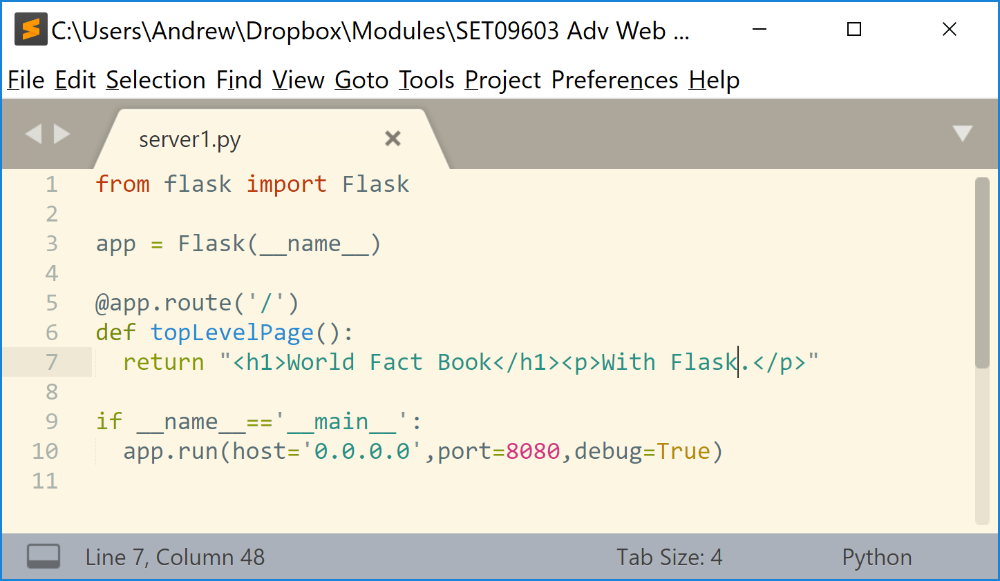 C:\Users\Andrew\Dropbox\Modules\SET09603 Adv Web ...
File Edit Selection Find View Goto Tools Project Preferences Help
server1.py
1 from flask import Flask
2
3 app = Flask(__name__)
4
5 @app.route('/')
6 def topLevelPage():
7   return "<h1>World Fact Book</h1><p>With Flask.</p>"
8
9 if __name__=='__main__':
10   app.run(host='0.0.0.0',port=8080,debug=True)
11
Line 7, Column 48 Tab Size: 4 Python